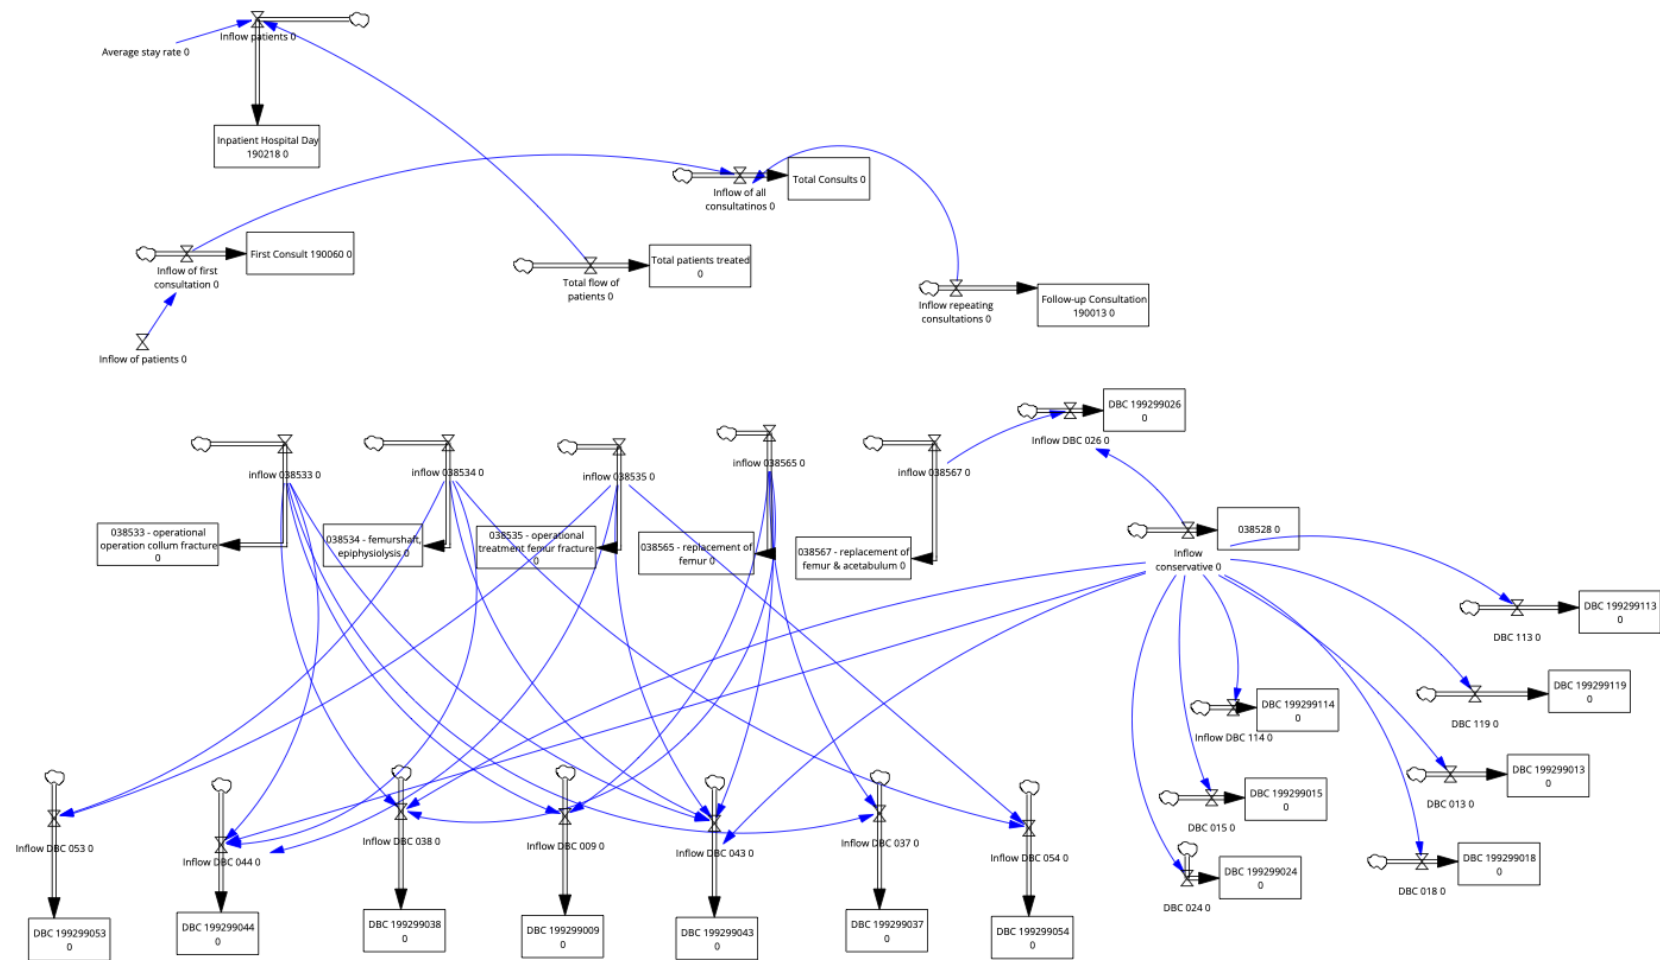 Inflow patients 0
Average stay rate 0
Inpatient Hospital Day
190218 0
Total Consults 0
Inflow of all
consultatinos 0
First Consult 190060 0
Inflow of first
consultation 0
Total patients treated
0
Total flow of
patients 0
Follow-up Consultation
190013 0
Inflow repeating
consultations 0
Inflow of patients 0
DBC 199299026
0
Inflow DBC 026 0
inflow 038533 0
inflow 038534 0
inflow 038535 0
inflow 038565 0
inflow 038567 0
038533 - operational
operation collum fracture
0
038534 - femurshaft,
epiphysiolysis 0
038535 - operational
treatment femur fracture
0
038565 - replacement of
femur 0
038567 - replacement of
femur & acetabulum 0
038528 0
Inflow
conservative 0
DBC 199299113
0
DBC 113 0
DBC 199299119
0
DBC 119 0
DBC 199299114
0
Inflow DBC 114 0
DBC 199299013
0
DBC 013 0
DBC 199299015
0
DBC 015 0
DBC 199299018
0
DBC 018 0
DBC 199299024
0
DBC 024 0
Inflow DBC 053 0
Inflow DBC 044 0
Inflow DBC 038 0
Inflow DBC 009 0
Inflow DBC 043 0
Inflow DBC 037 0
Inflow DBC 054 0
DBC 199299053
0
DBC 199299044
0
DBC 199299038
0
DBC 199299009
0
DBC 199299043
0
DBC 199299037
0
DBC 199299054
0